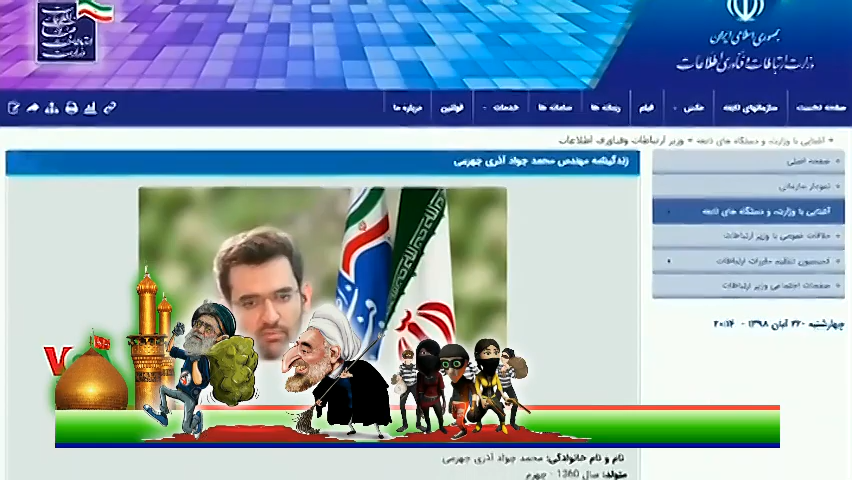 جمهوری اسلامی ایران
وزارت ارتباطات و فناوری اطلاعات
صفحه نخست
سازمانهای تابعه
عکس
فیلم
رسانه ها
سامانه ها
خدمات
قوانین
درباره ما
آشنایی با وزارت و دستگاه های تابعه » وزیر ارتباطات وفناوری اطلاعات
زندگینامه مهندس محمد جواد آذری جهرمی
صفحه اصلی
نمودار سازمانی
آشنایی با وزارت و دستگاه های تابعه
ملاقات عمومی با وزیر ارتباطات
کمیسیون تنظیم مقررات ارتباطات
صفحات اجتماعی وزیر ارتباطات
چهارشنبه ۲۲ آبان ۱۳۹۸ - ۲۰:۱۴
نام و نام خانوادگی: محمد جواد آذری جهرمی
متولد: سال 1360 - جهرم